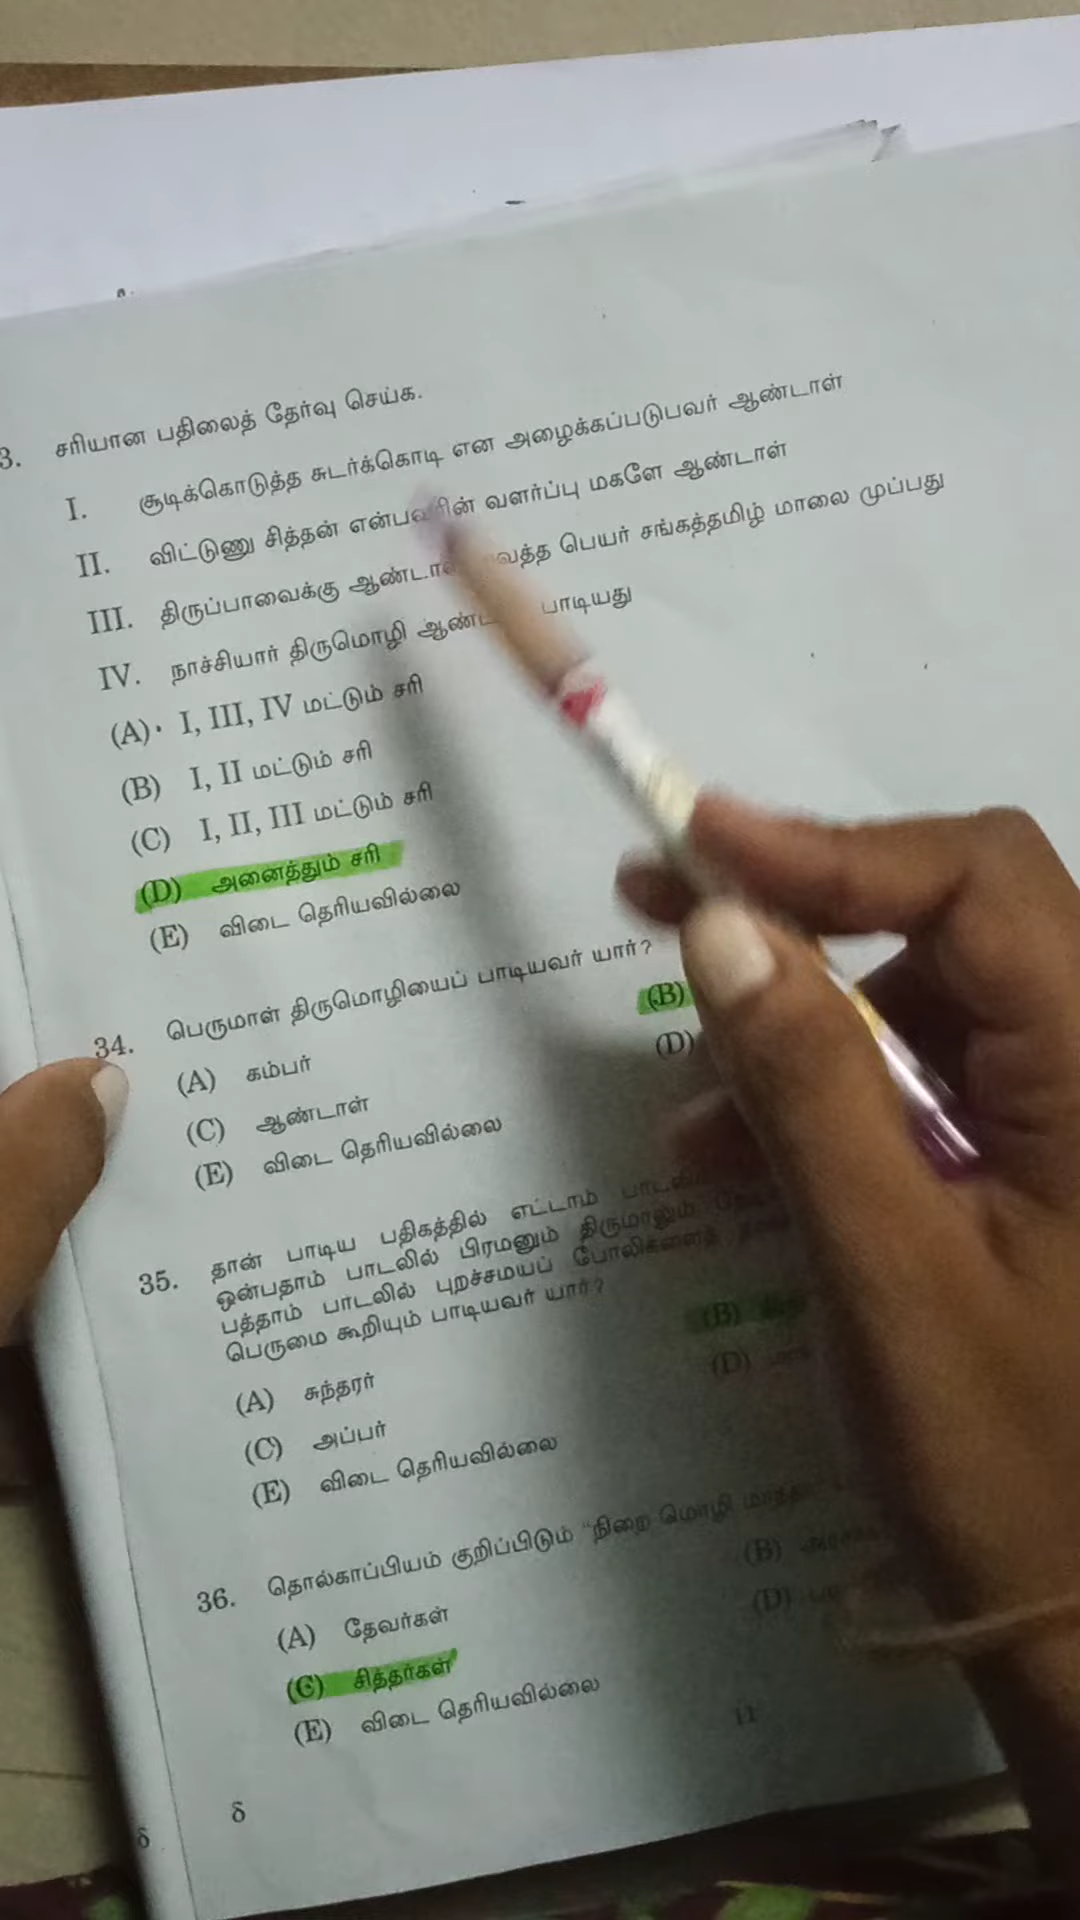 3. சரியான பதிலைத் தேர்வு செய்க.
I. சூடிக்கொடுத்த சுடர்க்கொடி என அழைக்கப்படுபவர் ஆண்டாள்
II. விட்டுணு சித்தன் என்பவரின் வளர்ப்பு மகளே ஆண்டாள்
III. திருப்பாவைக்கு ஆண்டாள் வைத்த பெயர் சங்கத்தமிழ் மாலை முப்பது
IV. நாச்சியார் திருமொழி பாடியது
(A) I, III, IV மட்டும் சரி
(B) I, II மட்டும் சரி
(C) I, II, III மட்டும் சரி
(D) அனைத்தும் சரி
(E) விடை தெரியவில்லை
34. பெருமாள் திருமொழியைப் பாடியவர் யார்?
(A) கம்பர் (B)
(C) ஆண்டாள் (D)
(E) விடை தெரியவில்லை
35. தான் பாடிய பதிகத்தில் எட்டாம்
ஒன்பதாம் பாடலில் பிரமனும் திருமாலும்
பத்தாம் பாடலில் புறச்சமயப் போலிகளைத்
பெருமை கூறியும் பாடியவர் யார்?
(A) சுந்தரர் (B)
(C) அப்பர் (D)
(E) விடை தெரியவில்லை
36. தொல்காப்பியம் குறிப்பிடும் "நிறை மொழி
(A) தேவர்கள் (B)
(C) சித்தர்கள் (D)
(E) விடை தெரியவில்லை
11
δ
δ